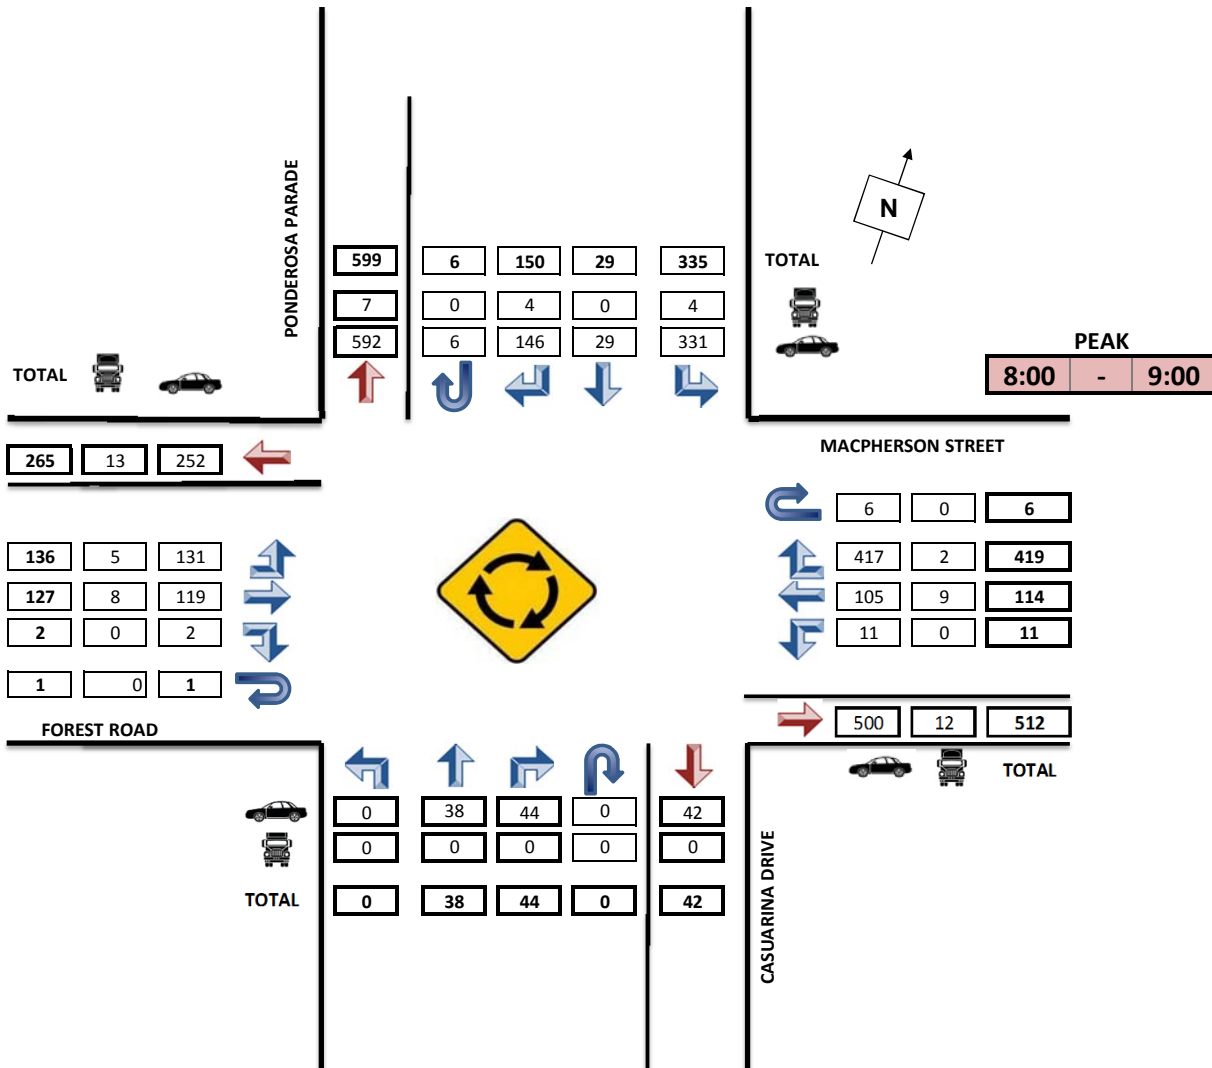 PONDEROSA PARADE
N
599 6 150 29 335
TOTAL
7 0 4 0 4
592 6 146 29 331
PEAK
8:00 - 9:00
TOTAL
265 13 252
MACPHERSON STREET
6 0 6
136 5 131
417 2 419
127 8 119
105 9 114
2 0 2
11 0 11
1 0 1
FOREST ROAD
500 12 512
TOTAL
0 38 44 0 42
0 0 0 0 0
TOTAL
0 38 44 0 42
CASUARINA DRIVE